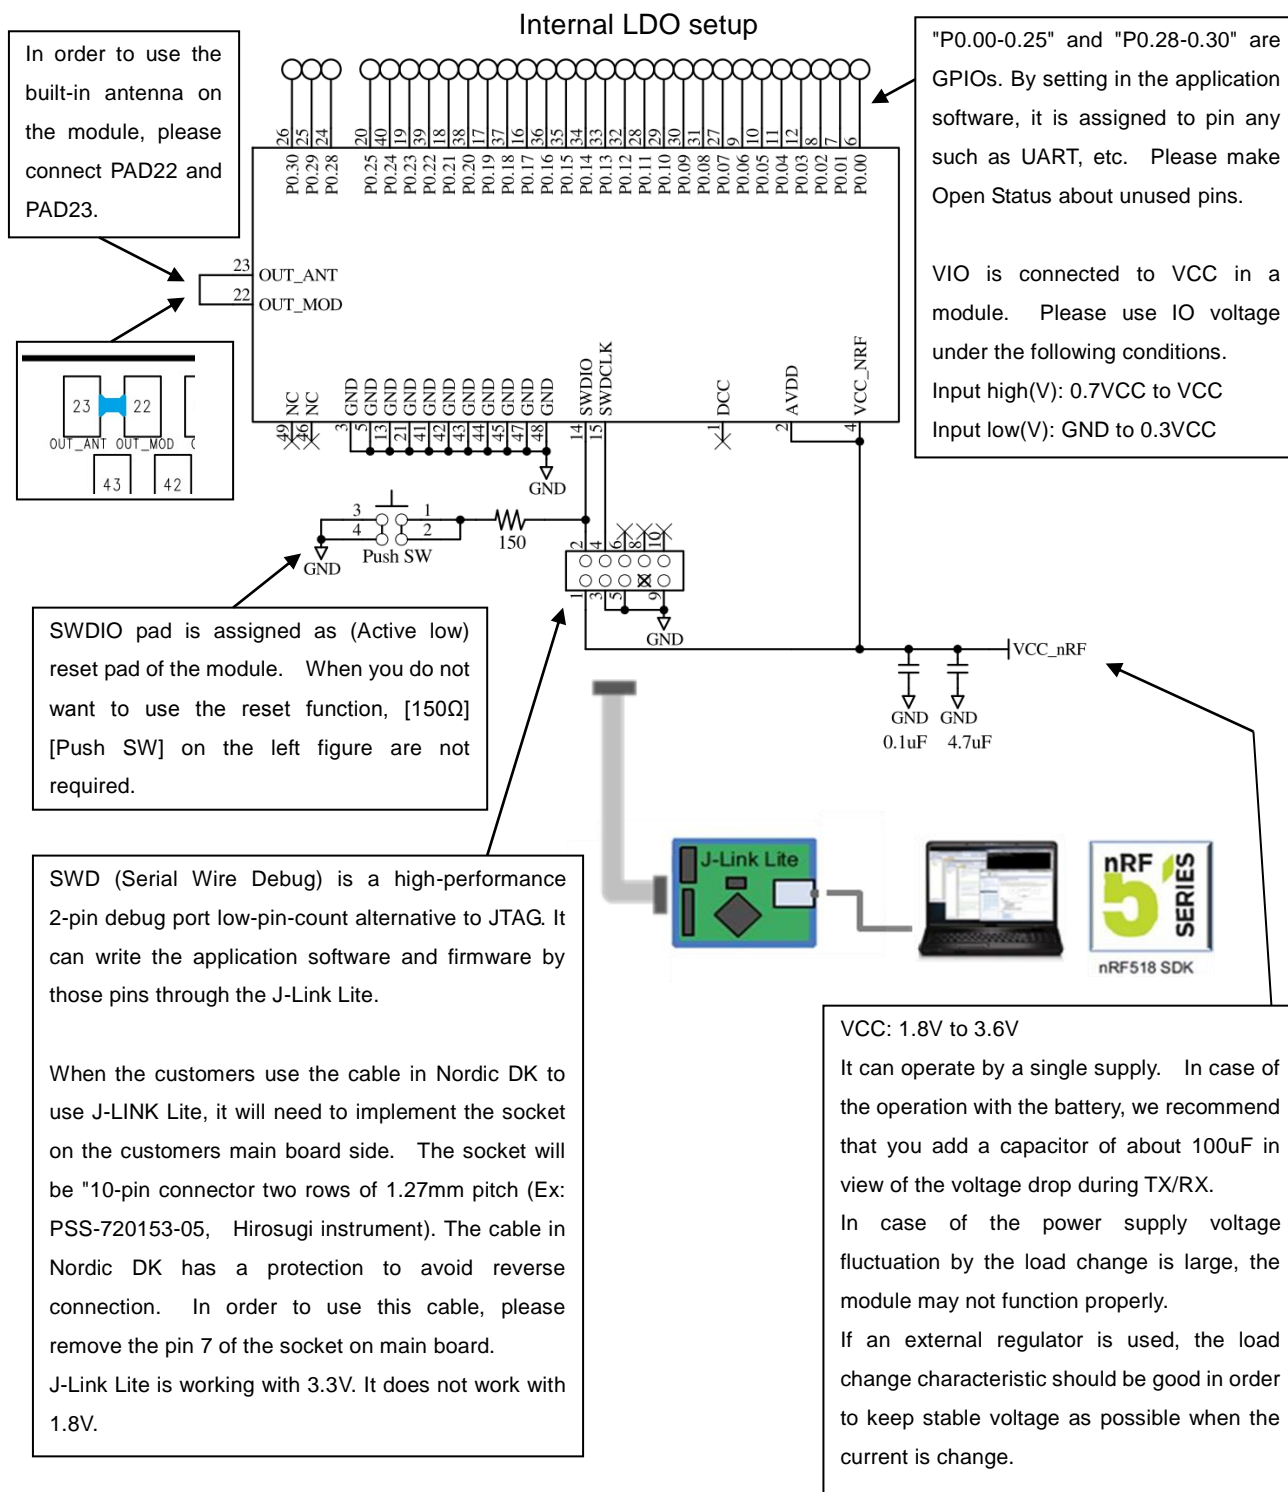 Internal LDO setup
In order to use the
built-in antenna on
the module, please
connect PAD22 and
PAD23.
"P0.00-0.25" and "P0.28-0.30" are
GPIOs. By setting in the application
software, it is assigned to pin any
such as UART, etc. Please make
Open Status about unused pins.
VIO is connected to VCC in a
module. Please use IO voltage
under the following conditions.
Input high(V): 0.7VCC to VCC
Input low(V): GND to 0.3VCC
26 25 24 20 40 19 39 18 38 17 37 16 36 35 34 33 32 28 29 30 31 27 9 10 11 12 8 7 6
P0.30 P0.29 P0.28 P0.25 P0.24 P0.23 P0.22 P0.21 P0.20 P0.19 P0.18 P0.17 P0.16 P0.15 P0.14 P0.13 P0.12 P0.11 P0.10 P0.09 P0.08 P0.07 P0.06 P0.05 P0.04 P0.03 P0.02 P0.01 P0.00
23 OUT_ANT
22 OUT_MOD
NC NC GND GND GND GND GND GND GND GND GND GND GND SWDIO SWDCLK DCC AVDD VCC_NRF
49 46 3 5 13 21 41 42 43 44 45 47 48 14 15 1 2 4
GND
23 22
OUT_ANT OUT_MOD
43 42
3 1
4 2
Push SW
150
GND
2 4 6 8 10
1 3 5 9
GND
VCC_nRF
GND GND
0.1uF 4.7uF
SWDIO pad is assigned as (Active low)
reset pad of the module. When you do not
want to use the reset function, [150Ω]
[Push SW] on the left figure are not
required.
J-Link Lite
nRF
5
SERIES
nRF518 SDK
SWD (Serial Wire Debug) is a high-performance
2-pin debug port low-pin-count alternative to JTAG. It
can write the application software and firmware by
those pins through the J-Link Lite.
When the customers use the cable in Nordic DK to
use J-LINK Lite, it will need to implement the socket
on the customers main board side. The socket will
be "10-pin connector two rows of 1.27mm pitch (Ex:
PSS-720153-05, Hirosugi instrument). The cable in
Nordic DK has a protection to avoid reverse
connection. In order to use this cable, please
remove the pin 7 of the socket on main board.
J-Link Lite is working with 3.3V. It does not work with
1.8V.
VCC: 1.8V to 3.6V
It can operate by a single supply. In case of
the operation with the battery, we recommend
that you add a capacitor of about 100uF in
view of the voltage drop during TX/RX.
In case of the power supply voltage
fluctuation by the load change is large, the
module may not function properly.
If an external regulator is used, the load
change characteristic should be good in order
to keep stable voltage as possible when the
current is change.